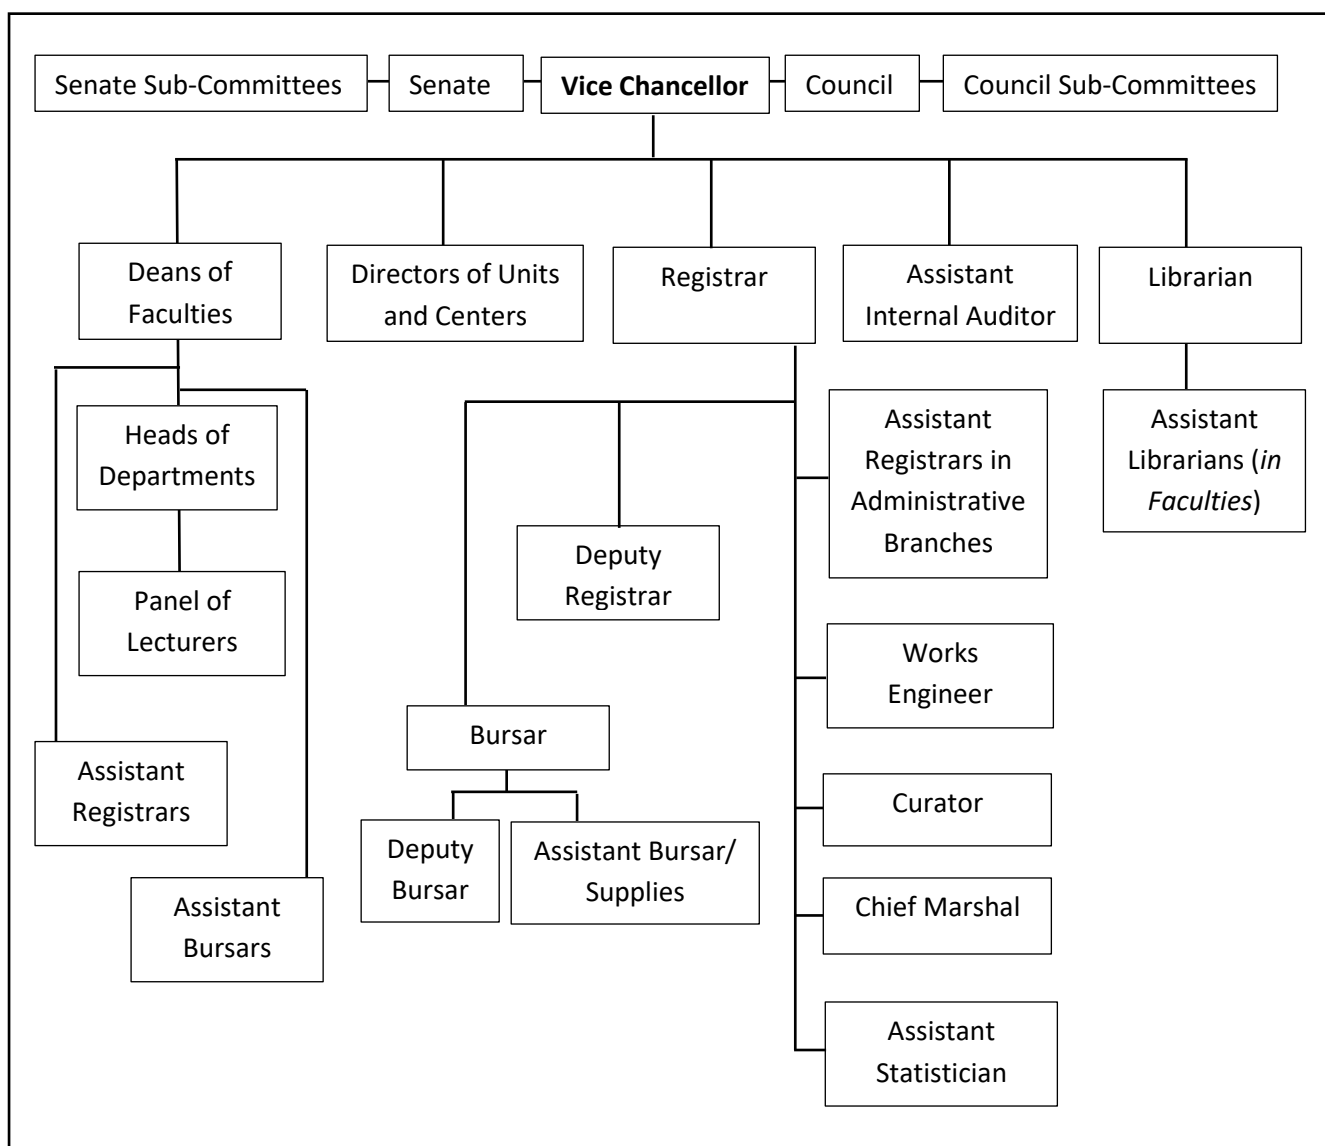 Senate Sub-Committees
Senate
Vice Chancellor
Council
Council Sub-Committees
Deans of
Faculties
Directors of Units
and Centers
Registrar
Assistant
Internal Auditor
Librarian
Heads of
Departments
Panel of
Lecturers
Assistant
Registrars
Assistant
Bursars
Deputy
Registrar
Bursar
Deputy
Bursar
Assistant Bursar/
Supplies
Assistant
Registrars in
Administrative
Branches
Works
Engineer
Curator
Chief Marshal
Assistant
Statistician
Assistant
Librarians (in
Faculties)